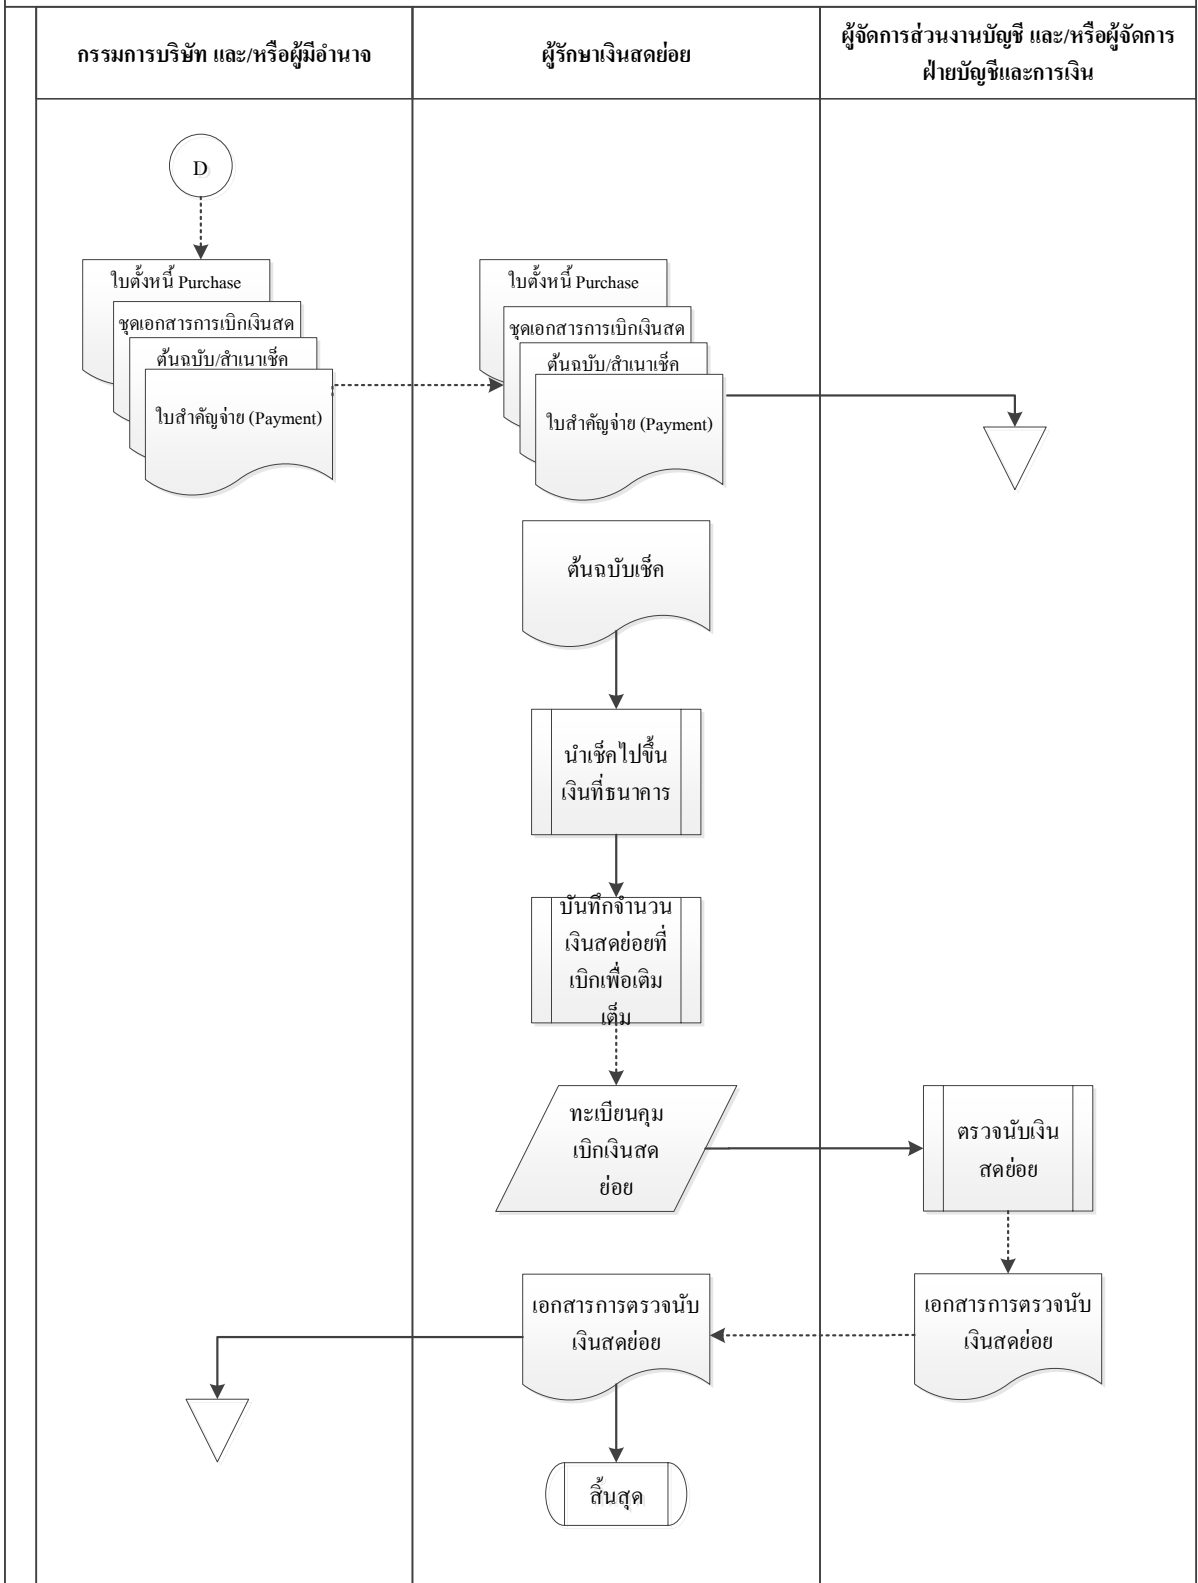 กรรมการบริษัท และ/หรือผู้มีอำนาจ
ผู้รักษาเงินสดย่อย
ผู้จัดการส่วนงานบัญชี และ/หรือผู้จัดการ
ฝ่ายบัญชีและการเงิน
D
ใบตั้งหนี้ Purchase
ชุดเอกสารการเบิกเงินสด
ต้นฉบับ/สำเนาเช็ค
ใบสำคัญจ่าย (Payment)
ใบตั้งหนี้ Purchase
ชุดเอกสารการเบิกเงินสด
ต้นฉบับ/สำเนาเช็ค
ใบสำคัญจ่าย (Payment)
ต้นฉบับเช็ค
นำเช็คไปขึ้น
เงินที่ธนาคาร
บันทึกจำนวน
เงินสดย่อยที่
เบิกเพื่อเติม
เต็ม
ทะเบียนคุม
เบิกเงินสด
ย่อย
ตรวจนับเงิน
สดย่อย
เอกสารการตรวจนับ
เงินสดย่อย
เอกสารการตรวจนับ
เงินสดย่อย
สิ้นสุด